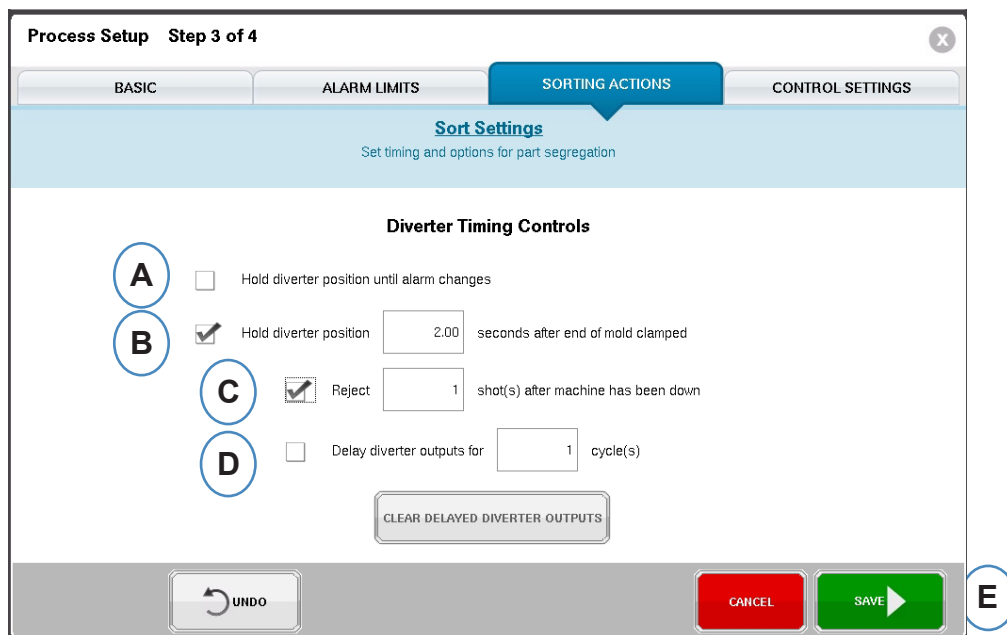 Process Setup Step 3 of 4
X
BASIC ALARM LIMITS SORTING ACTIONS CONTROL SETTINGS
Sort Settings
Set timing and options for part segregation
Diverter Timing Controls
A Hold diverter position until alarm changes
B Hold diverter position 2.00 seconds after end of mold clamped
C Reject 1 shot(s) after machine has been down
D Delay diverter outputs for 1 cycle(s)
CLEAR DELAYED DIVERTER OUTPUTS
UNDO CANCEL SAVE E